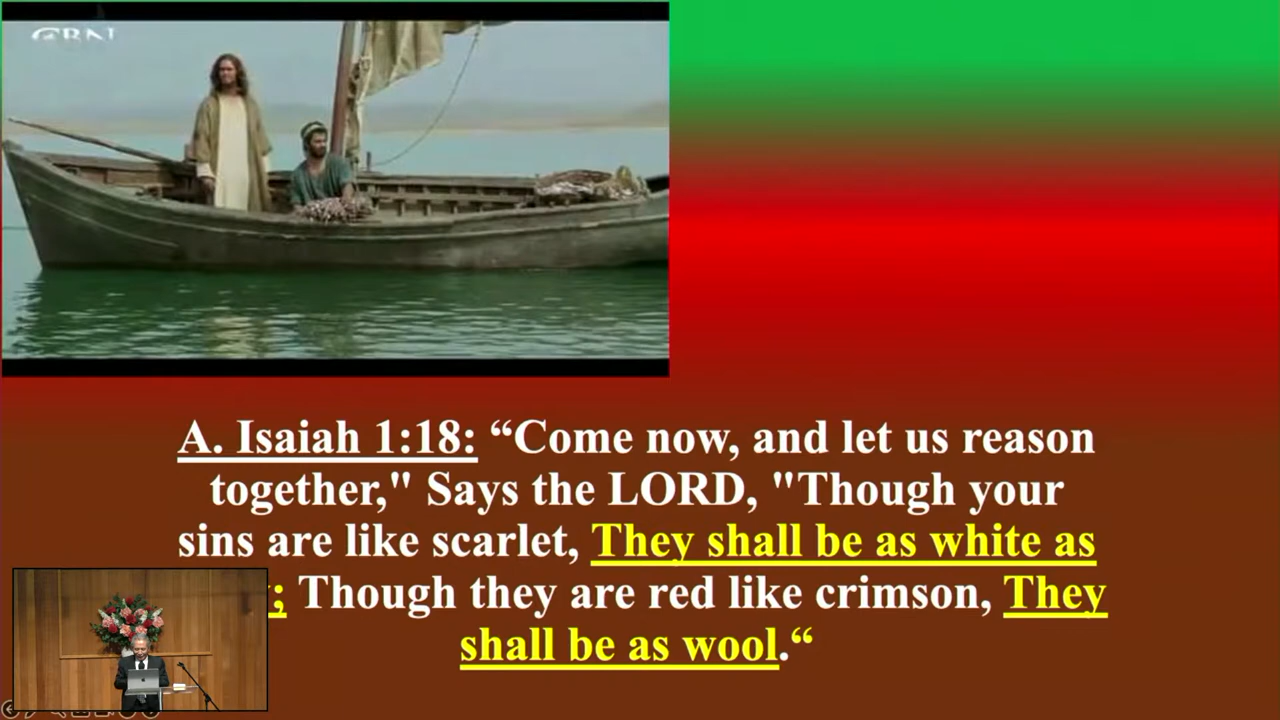 CBN
A. Isaiah 1:18: “Come now, and let us reason
together," Says the LORD, "Though your
sins are like scarlet, They shall be as white as
; Though they are red like crimson, They
shall be as wool.“